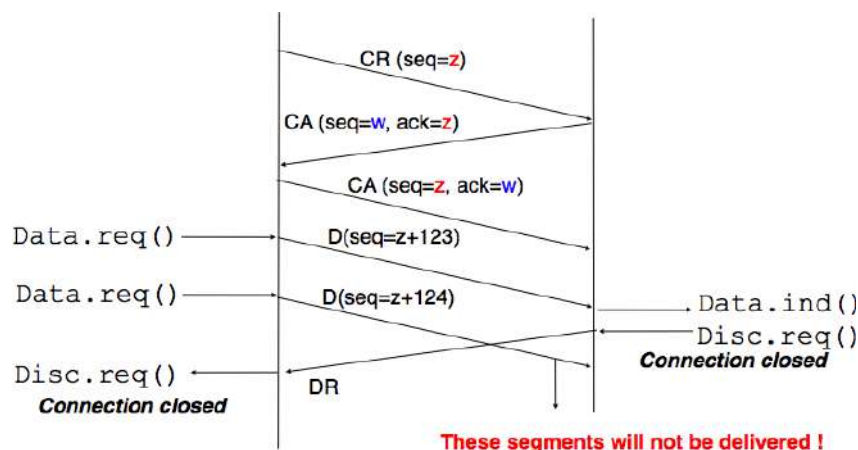 CR (seq=z)
CA (seq=w, ack=z)
CA (seq=z, ack=w)
Data.req()
D(seq=z+123)
Data.req()
D(seq=z+124)
Data.ind()
Disc.req()
Connection closed
Disc.req()
DR
Connection closed
These segments will not be delivered !